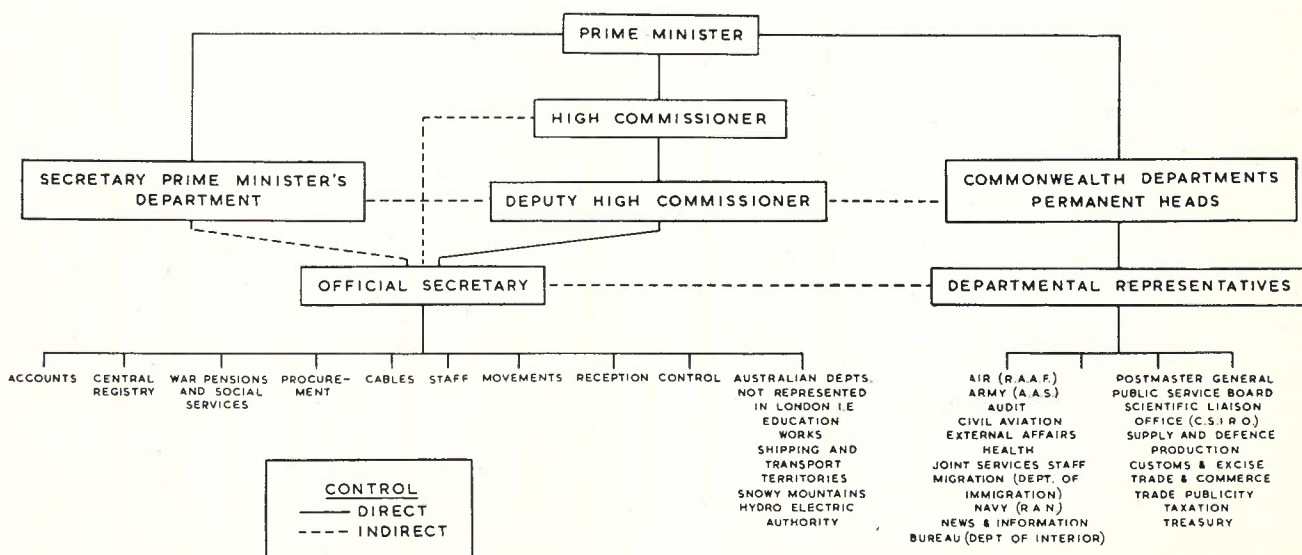 PRIME MINISTER
HIGH COMMISSIONER
SECRETARY PRIME MINISTER'S
DEPARTMENT
DEPUTY HIGH COMMISSIONER
COMMONWEALTH DEPARTMENTS
PERMANENT HEADS
OFFICIAL SECRETARY
DEPARTMENTAL REPRESENTATIVES
ACCOUNTS
CENTRAL
REGISTRY
WAR PENSIONS
AND SOCIAL
SERVICES
PROCURE-
MENT
CABLES
STAFF
MOVEMENTS
RECEPTION
CONTROL
AUSTRALIAN DEPTS.
NOT REPRESENTED
IN LONDON I.E
EDUCATION
WORKS
SHIPPING AND
TRANSPORT
TERRITORIES
SNOWY MOUNTAINS
HYDRO ELECTRIC
AUTHORITY
AIR (R.A.A.F.)
ARMY (A.A.S.)
AUDIT
CIVIL AVIATION
EXTERNAL AFFAIRS
HEALTH
JOINT SERVICES STAFF
MIGRATION (DEPT. OF
IMMIGRATION)
NAVY (R.A.N.)
NEWS & INFORMATION
BUREAU (DEPT OF INTERIOR)
POSTMASTER GENERAL
PUBLIC SERVICE BOARD
SCIENTIFIC LIAISON
OFFICE (C.S.I R O.)
SUPPLY AND DEFENCE
PRODUCTION
CUSTOMS & EXCISE
TRADE & COMMERCE
TRADE PUBLICITY
TAXATION
TREASURY
CONTROL
DIRECT
INDIRECT